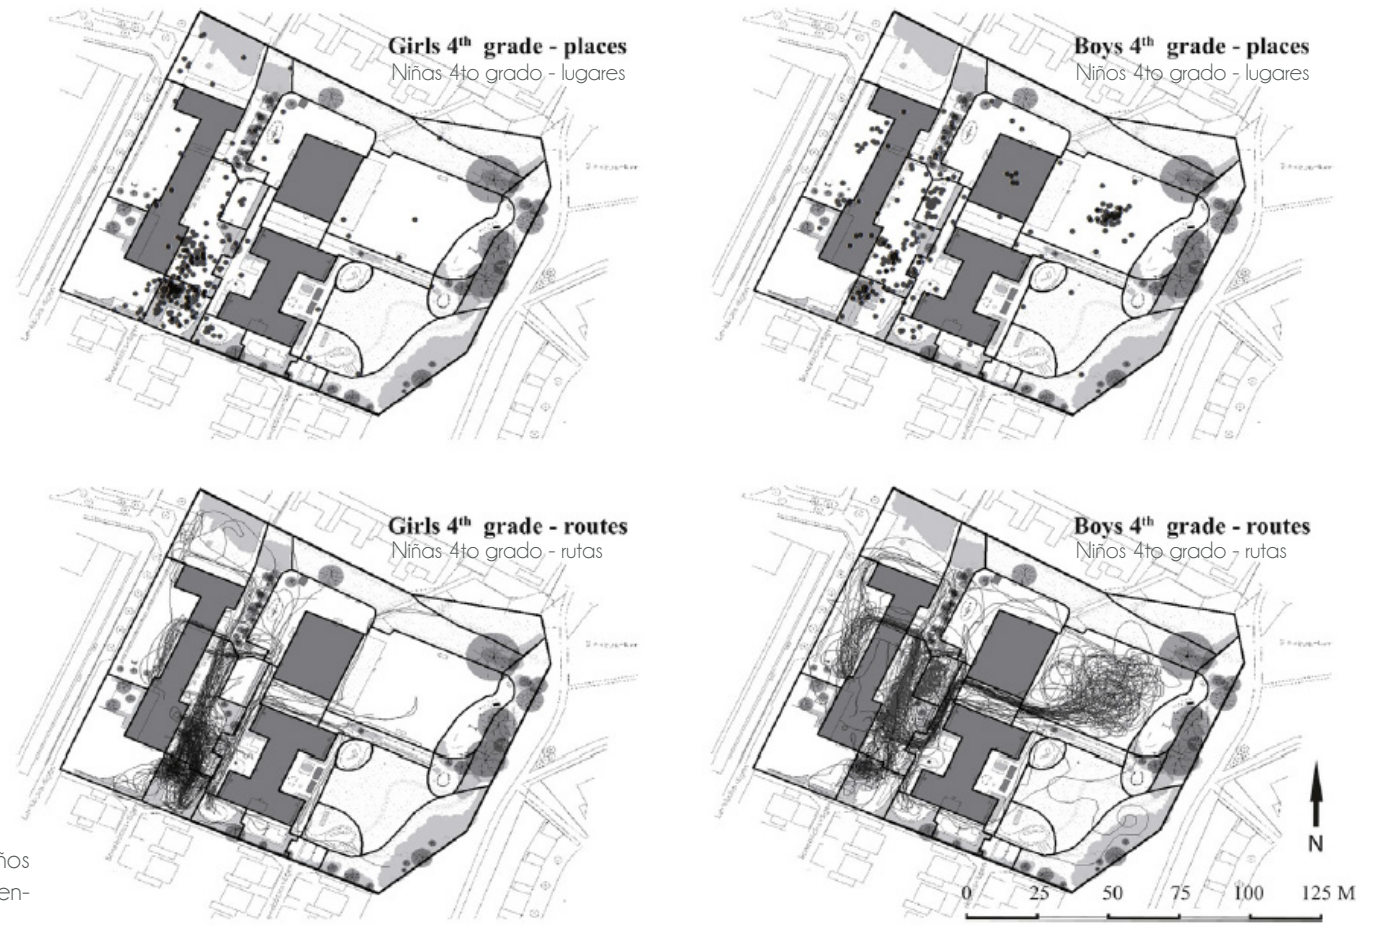 Girls 4th grade - places
Niñas 4to grado - lugares
Boys 4th grade - places
Niños 4to grado - lugares
Girls 4th grade - routes
Niñas 4to grado - rutas
Boys 4th grade - routes
Niños 4to grado - rutas
N
ños
en-
0 25 50 75 100 125 M